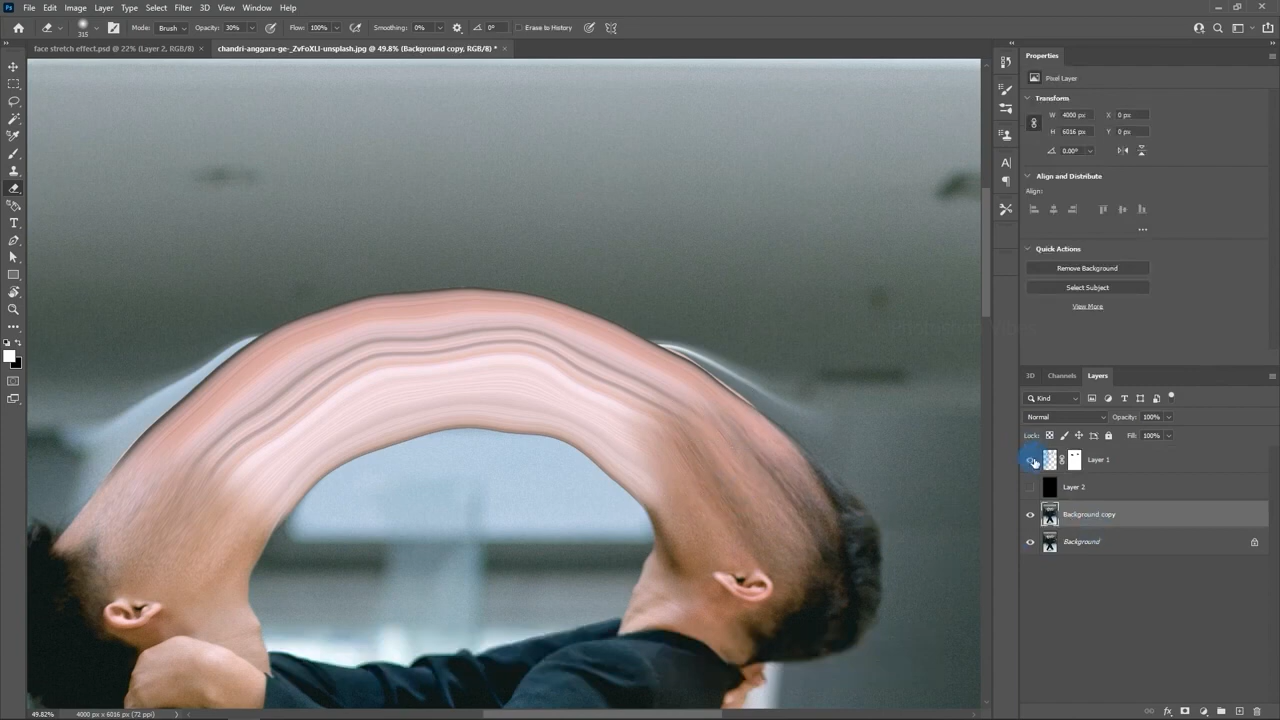 Ps File Edit Image Layer Type Select Filter 3D View Window Help
315 Mode: Brush Opacity: 30% Flow: 100% Smoothing: 0% 0° Erase to History
face stretch effect.psd @ 22% (Layer 2, RGB/8) × chandri-anggara-ge-_ZvFoXLI-unsplash.jpg @ 49.8% (Background copy, RGB/8) * ×
Properties
Pixel Layer
Transform
W 4000 px X 0 px
H 6016 px Y 0 px
0.00°
Align and Distribute
Align:
Quick Actions
Remove Background
Select Subject
View More
3D Channels Layers
Kind
Normal Opacity: 100%
Lock: Fill: 100%
Layer 1
Layer 2
Background copy
Background
49.82% 4000 px x 6016 px (72 ppi)